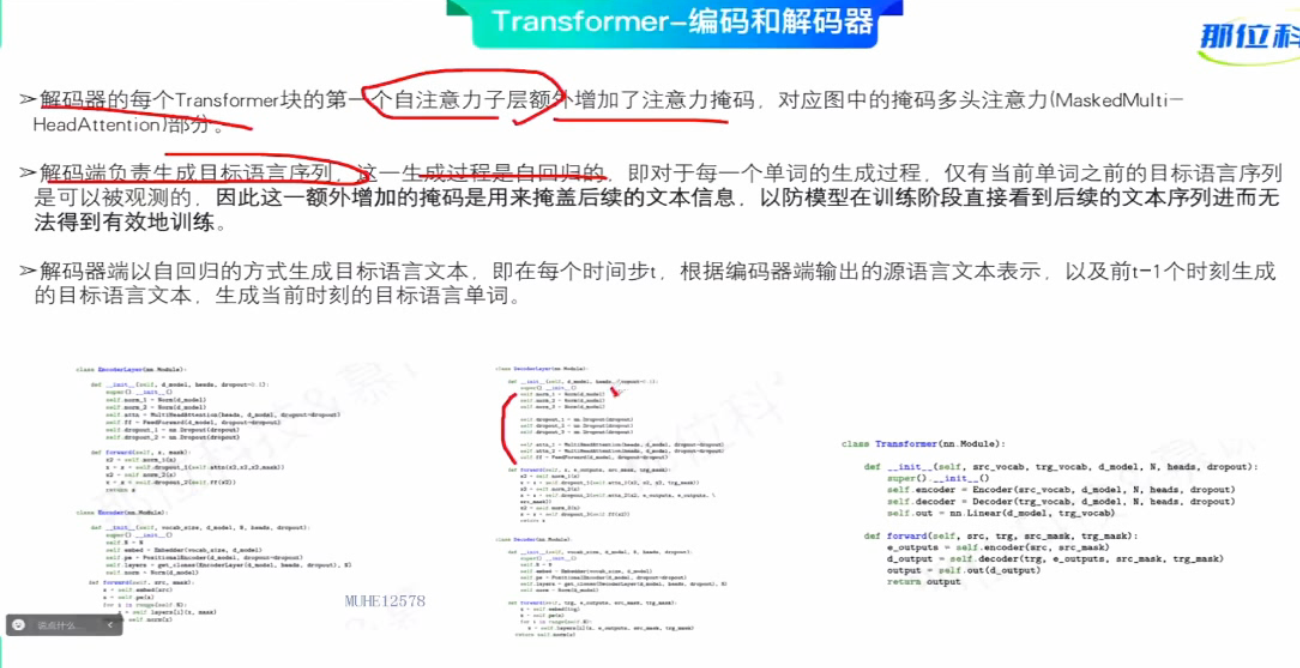 Transformer-编码和解码器
那位科
➢解码器的每个Transformer块的第一个自注意力子层额外增加了注意力掩码，对应图中的掩码多头注意力(MaskedMulti-
HeadAttention)部分。
➢解码端负责生成目标语言序列，这一生成过程是自回归的，即对于每一个单词的生成过程，仅有当前单词之前的目标语言序列
是可以被观测的，因此这一额外增加的掩码是用来掩盖后续的文本信息，以防模型在训练阶段直接看到后续的文本序列进而无
法得到有效地训练。
➢解码器端以自回归的方式生成目标语言文本，即在每个时间步t，根据编码器端输出的源语言文本表示，以及前t-1个时刻生成
的目标语言文本，生成当前时刻的目标语言单词。
class EncoderLayer(nn.Module):
def __init__(self, d_model, heads, dropout=0.1):
super().__init__()
self.norm_1 = Norm(d_model)
self.norm_2 = Norm(d_model)
self.attn = MultiHeadAttention(heads, d_model, dropout=dropout)
self.ff = FeedForward(d_model, dropout=dropout)
self.dropout_1 = nn.Dropout(dropout)
self.dropout_2 = nn.Dropout(dropout)
def forward(self, x, mask):
x2 = self.norm_1(x)
x = x + self.dropout_1(self.attn(x2,x2,x2,mask))
x2 = self.norm_2(x)
x = x + self.dropout_2(self.ff(x2))
return x
class Encoder(nn.Module):
def __init__(self, vocab_size, d_model, N, heads, dropout):
super().__init__()
self.N = N
self.embed = Embedder(vocab_size, d_model)
self.pe = PositionalEncoder(d_model, dropout=dropout)
self.layers = get_clones(EncoderLayer(d_model, heads, dropout), N)
self.norm = Norm(d_model)
def forward(self, src, mask):
x = self.embed(src)
x = self.pe(x)
for i in range(self.N):
x = self.layers[i](x, mask)
return self.norm(x)
说点什么...
MUHE12578
class DecoderLayer(nn.Module):
def __init__(self, d_model, heads, dropout=0.1):
super().__init__()
self.norm_1 = Norm(d_model)
self.norm_2 = Norm(d_model)
self.norm_3 = Norm(d_model)
self.dropout_1 = nn.Dropout(dropout)
self.dropout_2 = nn.Dropout(dropout)
self.dropout_3 = nn.Dropout(dropout)
self.attn_1 = MultiHeadAttention(heads, d_model, dropout=dropout)
self.attn_2 = MultiHeadAttention(heads, d_model, dropout=dropout)
self.ff = FeedForward(d_model, dropout=dropout)
def forward(self, x, e_outputs, src_mask, trg_mask):
x2 = self.norm_1(x)
x = x + self.dropout_1(self.attn_1(x2, x2, x2, trg_mask))
x2 = self.norm_2(x)
x = x + self.dropout_2(self.attn_2(x2, e_outputs, e_outputs, \
src_mask))
x2 = self.norm_3(x)
x = x + self.dropout_3(self.ff(x2))
return x
class Decoder(nn.Module):
def __init__(self, vocab_size, d_model, N, heads, dropout):
super().__init__()
self.N = N
self.embed = Embedder(vocab_size, d_model)
self.pe = PositionalEncoder(d_model, dropout=dropout)
self.layers = get_clones(DecoderLayer(d_model, heads, dropout), N)
self.norm = Norm(d_model)
def forward(self, trg, e_outputs, src_mask, trg_mask):
x = self.embed(trg)
x = self.pe(x)
for i in range(self.N):
x = self.layers[i](x, e_outputs, src_mask, trg_mask)
return self.norm(x)
class Transformer(nn.Module):
def __init__(self, src_vocab, trg_vocab, d_model, N, heads, dropout):
super().__init__()
self.encoder = Encoder(src_vocab, d_model, N, heads, dropout)
self.decoder = Decoder(trg_vocab, d_model, N, heads, dropout)
self.out = nn.Linear(d_model, trg_vocab)
def forward(self, src, trg, src_mask, trg_mask):
e_outputs = self.encoder(src, src_mask)
d_output = self.decoder(trg, e_outputs, src_mask, trg_mask)
output = self.out(d_output)
return output